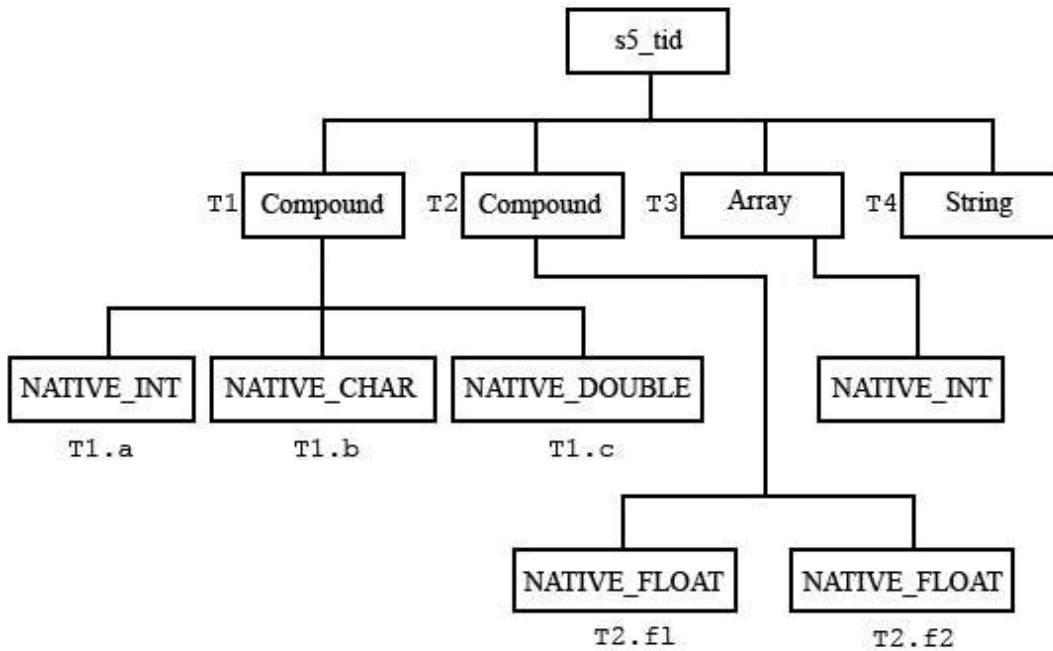 s5_tid
T1 Compound
T2 Compound
T3 Array
T4 String
NATIVE_INT
NATIVE_CHAR
NATIVE_DOUBLE
NATIVE_INT
T1.a
T1.b
T1.c
NATIVE_FLOAT
NATIVE_FLOAT
T2.f1
T2.f2